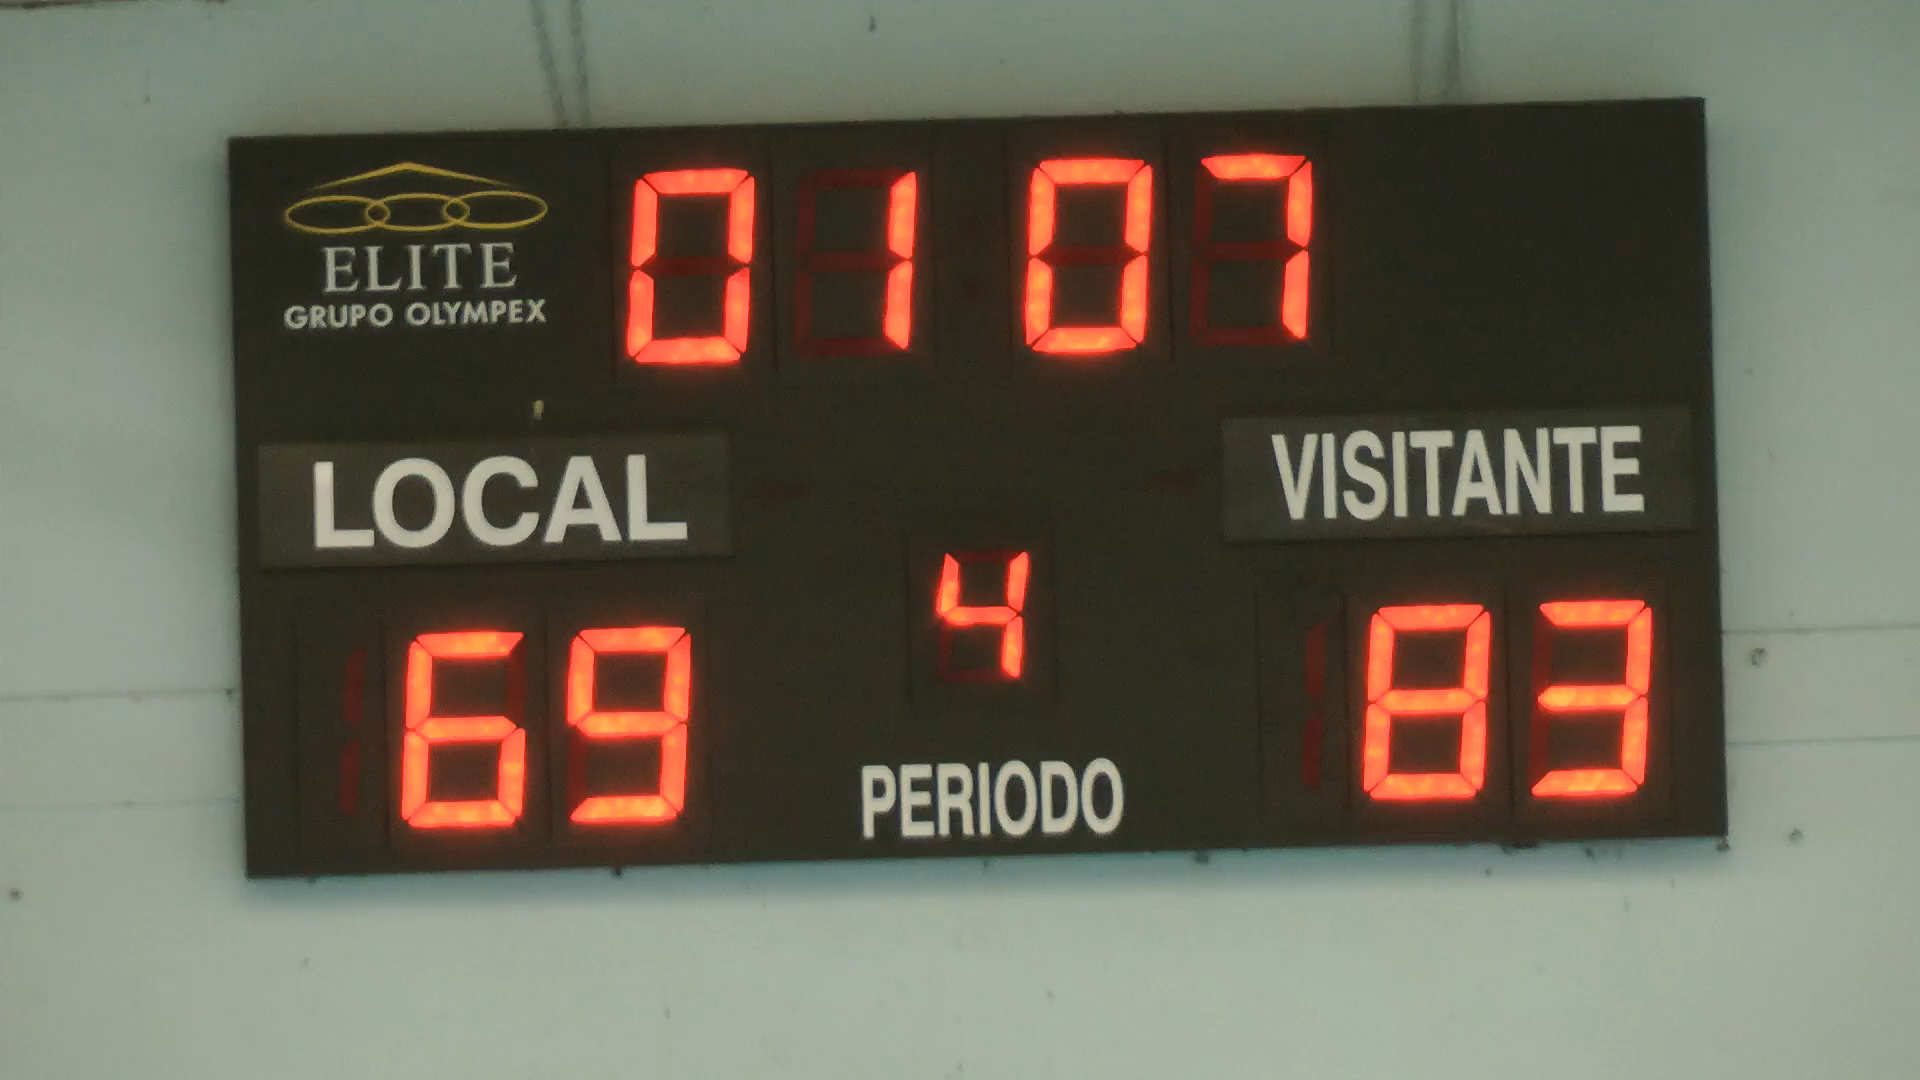 ELITE
GRUPO OLYMPEX
01 07
LOCAL
VISITANTE
69
4
83
PERIODO